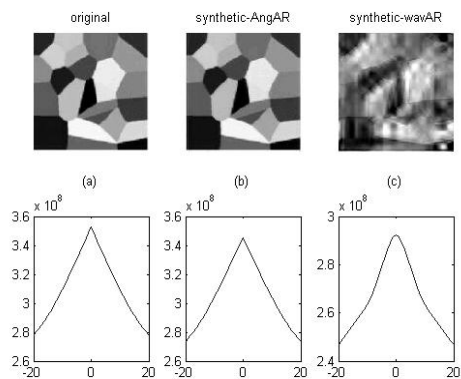 original synthetic-AngAR synthetic-wavAR
(a) (b) (c)
x 10^8 x 10^8 x 10^8
3.6 3.6 3
3.4 3.4
2.8
3.2 3.2
3 3
2.6
2.8 2.8
2.6 2.6 2.4
-20 0 20 -20 0 20 -20 0 20